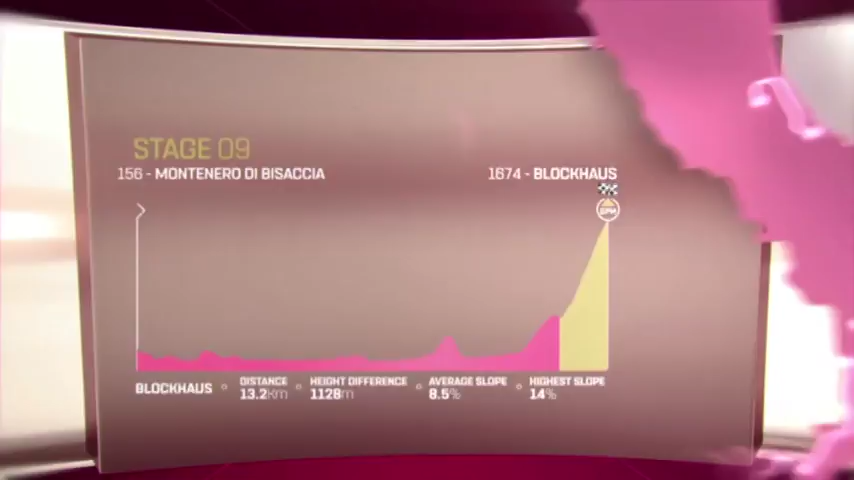 STAGE 09
156 - MONTENERO DI BISACCIA
1674 - BLOCKHAUS
GPM
BLOCKHAUS
DISTANCE
13.2Km
HEIGHT DIFFERENCE
1128m
AVERAGE SLOPE
8.5%
HIGHEST SLOPE
14%